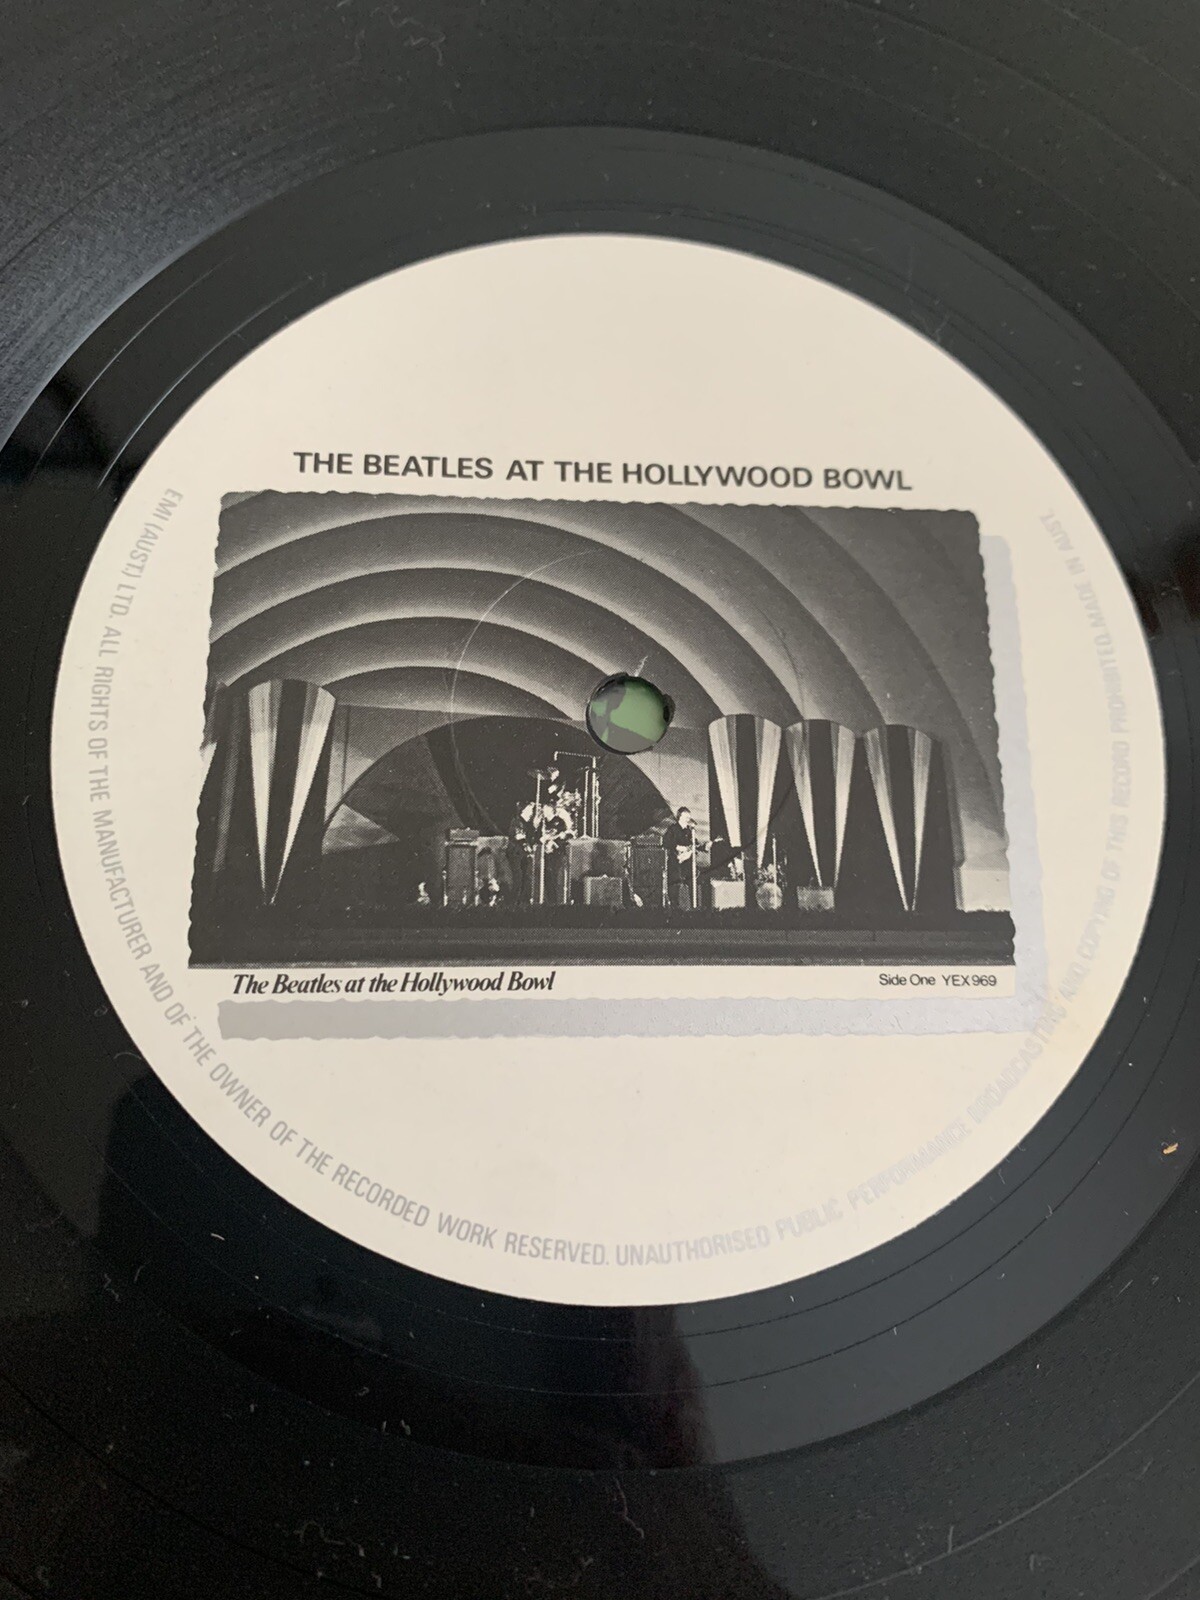 THE BEATLES AT THE HOLLYWOOD BOWL
The Beatles at the Hollywood Bowl
Side One YEX 969
EMI (AUST.) LTD. ALL RIGHTS OF THE MANUFACTURER AND OF THE OWNER OF THE RECORDED WORK RESERVED. UNAUTHORISED PUBLIC PERFORMANCE BROADCASTING AND COPYING OF THIS RECORD PROHIBITED. MADE IN AUST.